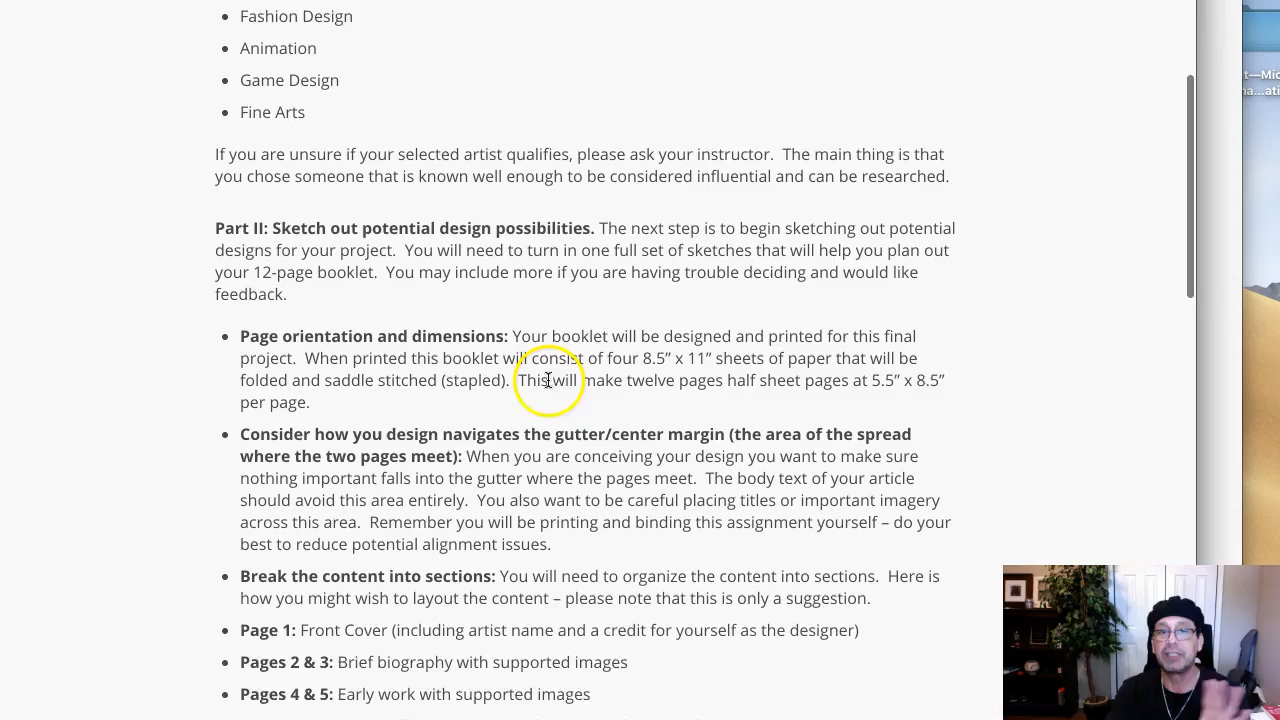 Fashion Design
Animation
Game Design
Fine Arts
If you are unsure if your selected artist qualifies, please ask your instructor.  The main thing is that
you chose someone that is known well enough to be considered influential and can be researched.
Part II: Sketch out potential design possibilities. The next step is to begin sketching out potential
designs for your project.  You will need to turn in one full set of sketches that will help you plan out
your 12-page booklet.  You may include more if you are having trouble deciding and would like
feedback.
Page orientation and dimensions: Your booklet will be designed and printed for this final
project.  When printed this booklet will consist of four 8.5” x 11” sheets of paper that will be
folded and saddle stitched (stapled).  This will make twelve pages half sheet pages at 5.5” x 8.5”
per page.
Consider how you design navigates the gutter/center margin (the area of the spread
where the two pages meet): When you are conceiving your design you want to make sure
nothing important falls into the gutter where the pages meet.  The body text of your article
should avoid this area entirely.  You also want to be careful placing titles or important imagery
across this area.  Remember you will be printing and binding this assignment yourself – do your
best to reduce potential alignment issues.
Break the content into sections: You will need to organize the content into sections.  Here is
how you might wish to layout the content – please note that this is only a suggestion.
Page 1: Front Cover (including artist name and a credit for yourself as the designer)
Pages 2 & 3: Brief biography with supported images
Pages 4 & 5: Early work with supported images